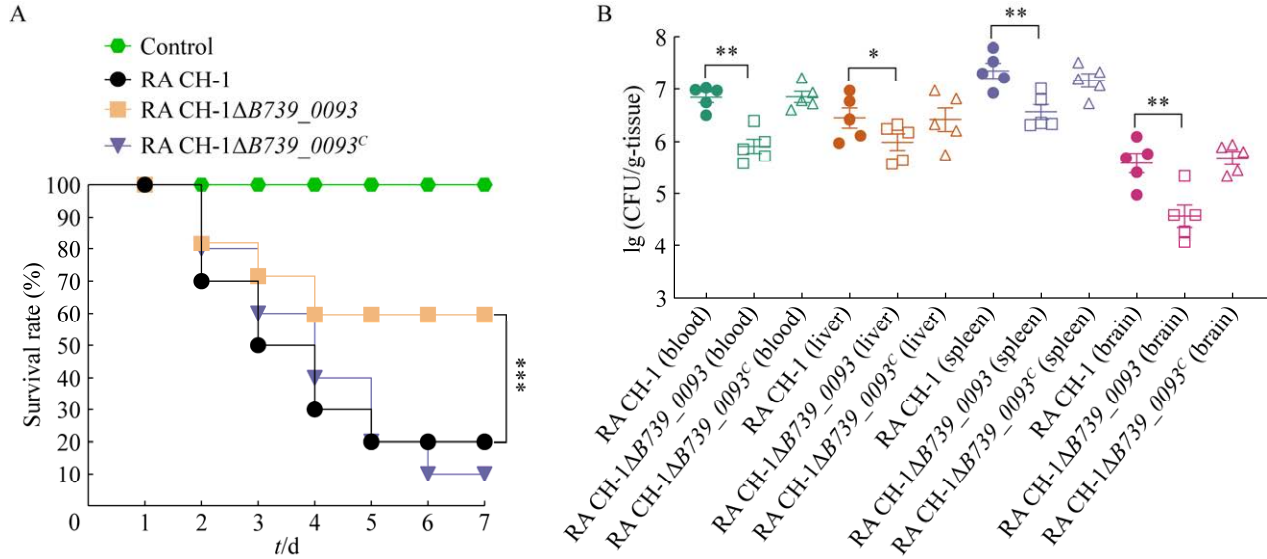 A
Control
RA CH-1
RA CH-1ΔB739_0093
RA CH-1ΔB739_0093ᶜ
Survival rate (%)
100
90
80
70
60
50
40
30
20
10
0
1 2 3 4 5 6 7
t/d
***
B
lg (CFU/g-tissue)
8
7
6
5
4
3
**
*
**
**
RA CH-1 (blood)
RA CH-1ΔB739_0093 (blood)
RA CH-1ΔB739_0093ᶜ (blood)
RA CH-1 (liver)
RA CH-1ΔB739_0093 (liver)
RA CH-1ΔB739_0093ᶜ (liver)
RA CH-1 (spleen)
RA CH-1ΔB739_0093 (spleen)
RA CH-1ΔB739_0093ᶜ (spleen)
RA CH-1 (brain)
RA CH-1ΔB739_0093 (brain)
RA CH-1ΔB739_0093ᶜ (brain)